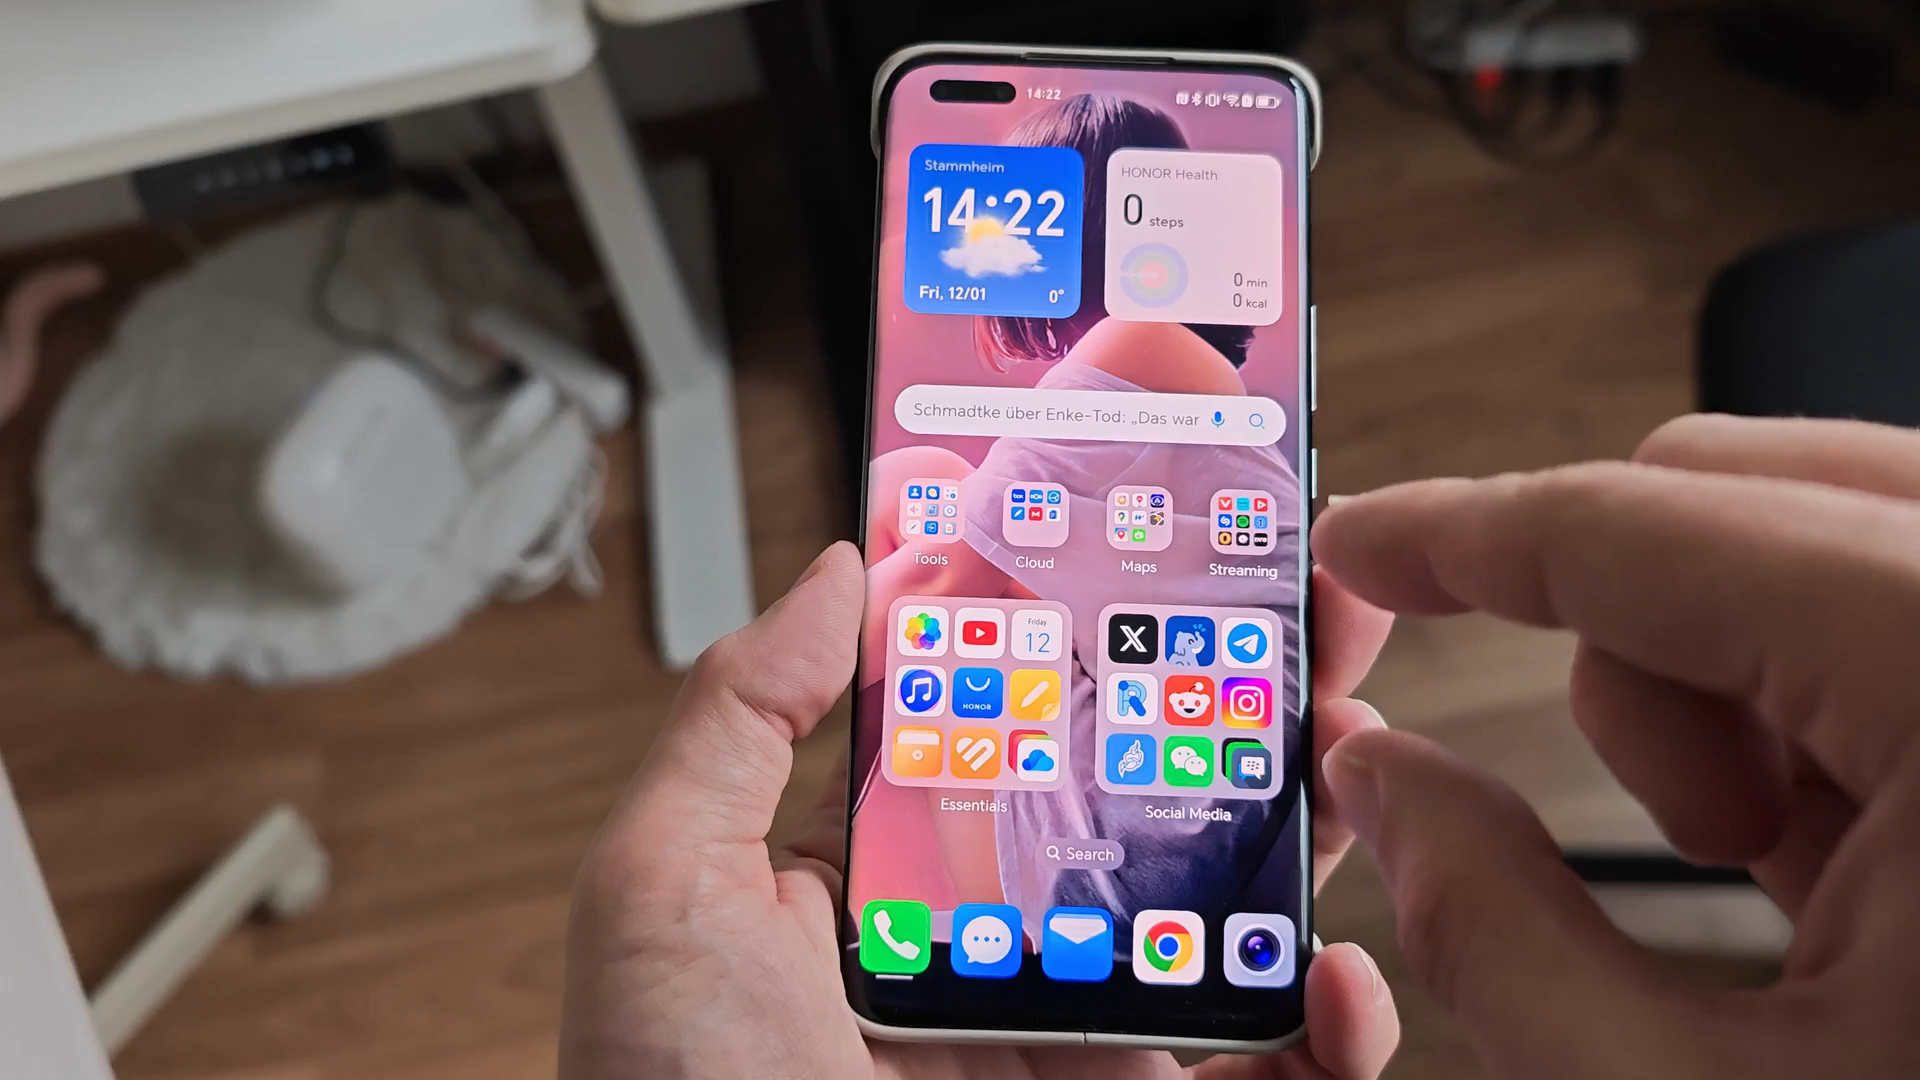 14:22
Stammheim
14:22
Fri, 12/01
0°
HONOR Health
0 steps
0 min
0 kcal
Schmadtke über Enke-Tod: „Das war
Tools
Cloud
Maps
Streaming
Friday
12
HONOR
Essentials
Social Media
Search